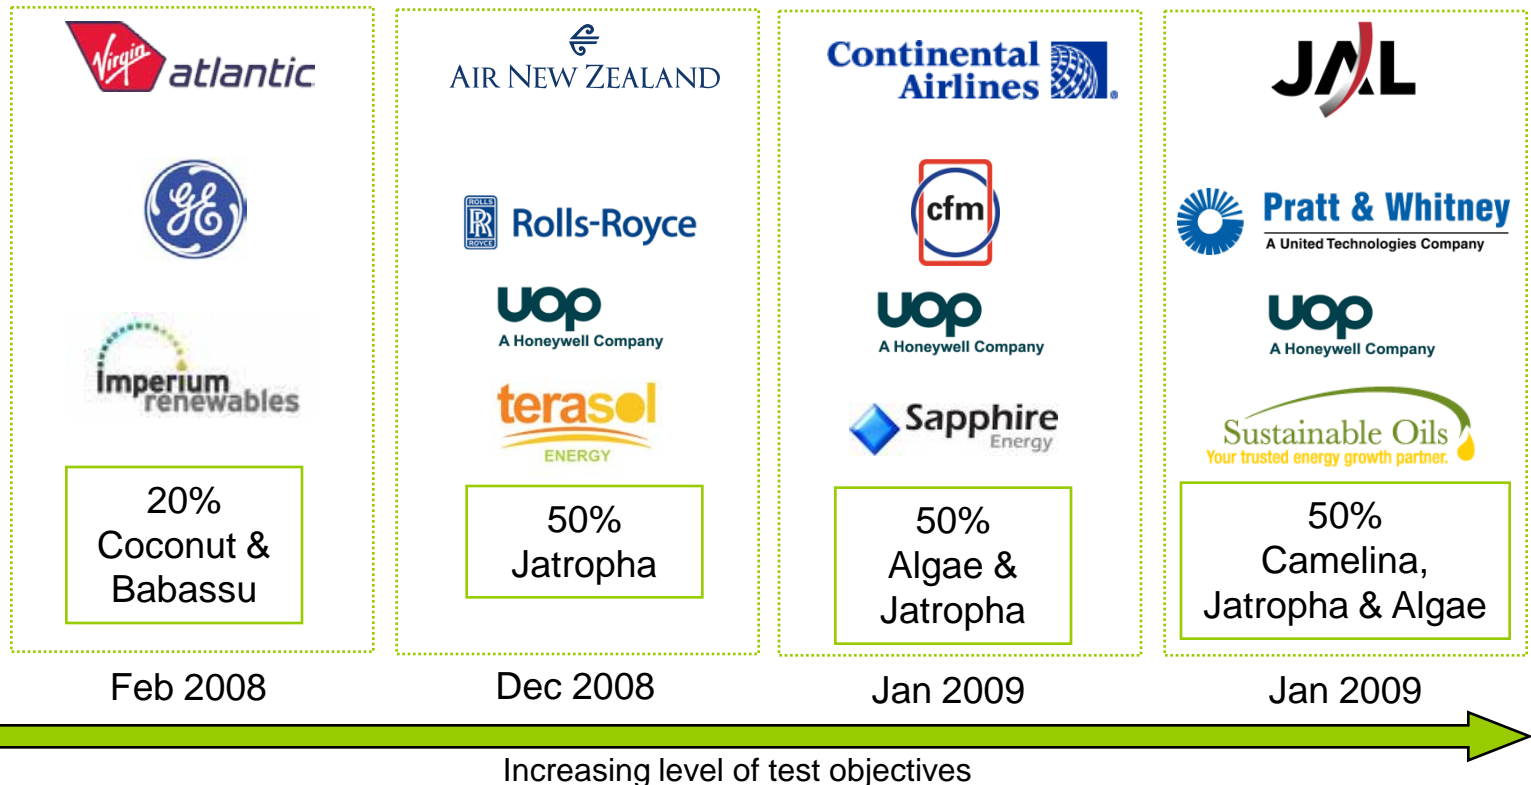 Virgin atlantic
GE
Imperium
renewables
20%
Coconut &
Babassu
Feb 2008
AIR NEW ZEALAND
ROLLS
RR
ROYCE
Rolls-Royce
uop
A Honeywell Company
terasol
ENERGY
50%
Jatropha
Dec 2008
Continental
Airlines
®
cfm
uop
A Honeywell Company
Sapphire
Energy
50%
Algae &
Jatropha
Jan 2009
JAL
Pratt & Whitney
A United Technologies Company
uop
A Honeywell Company
Sustainable Oils
Your trusted energy growth partner.
50%
Camelina,
Jatropha & Algae
Jan 2009
Increasing level of test objectives